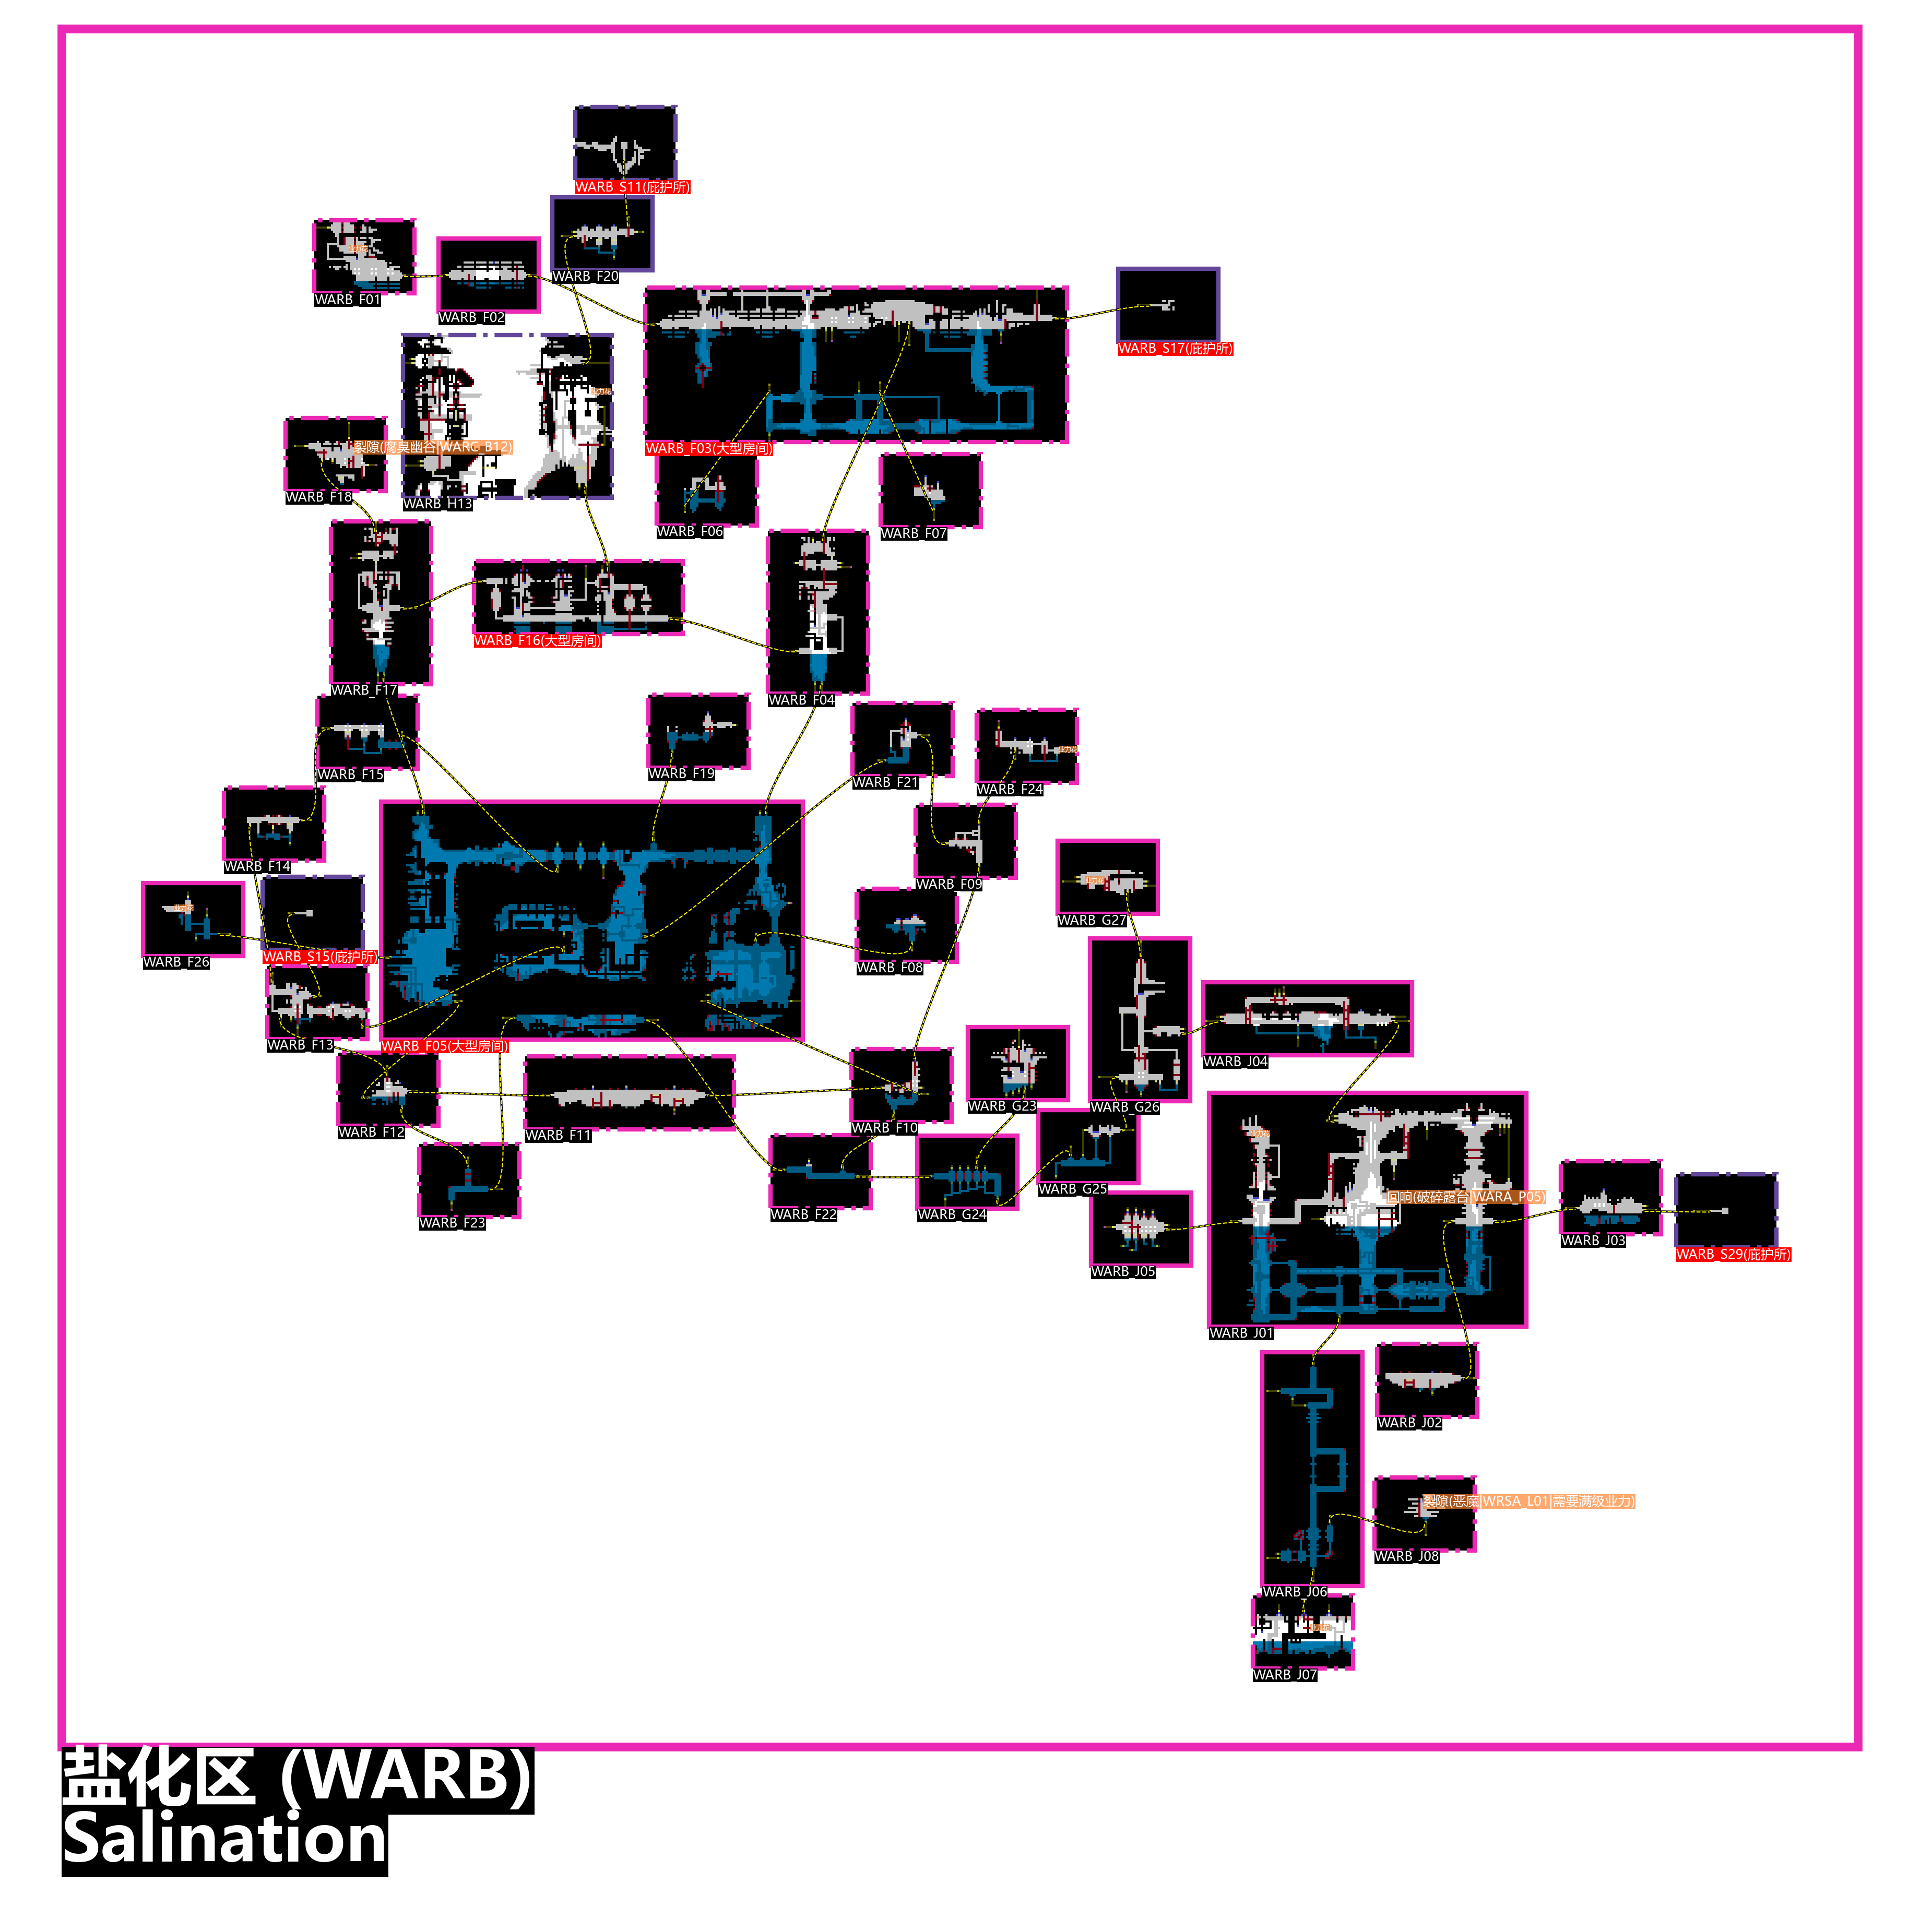 WARB_S11(庇护所)
WARB_F20
WARB_F01
WARB_F02
WARB_S17(庇护所)
WARB_F03(大型房间)
裂隙(腐臭幽谷|WARC_B12)
WARB_F18
WARB_H13
WARB_F06
WARB_F07
WARB_F16(大型房间)
WARB_F17
WARB_F04
WARB_F15
WARB_F19
WARB_F21
WARB_F24
WARB_F14
WARB_F09
WARB_G27
WARB_F26
WARB_S15(庇护所)
WARB_F08
WARB_F13
WARB_F05(大型房间)
WARB_J04
WARB_G23
WARB_G26
WARB_F12
WARB_F11
WARB_F10
WARB_G25
回响(破碎露台|WARA_P05)
WARB_F23
WARB_F22
WARB_G24
WARB_J05
WARB_J03
WARB_S29(庇护所)
WARB_J01
WARB_J02
裂隙(恶魔|WRSA_L01|需要满级业力)
WARB_J08
WARB_J06
WARB_J07
盐化区 (WARB)
Salination